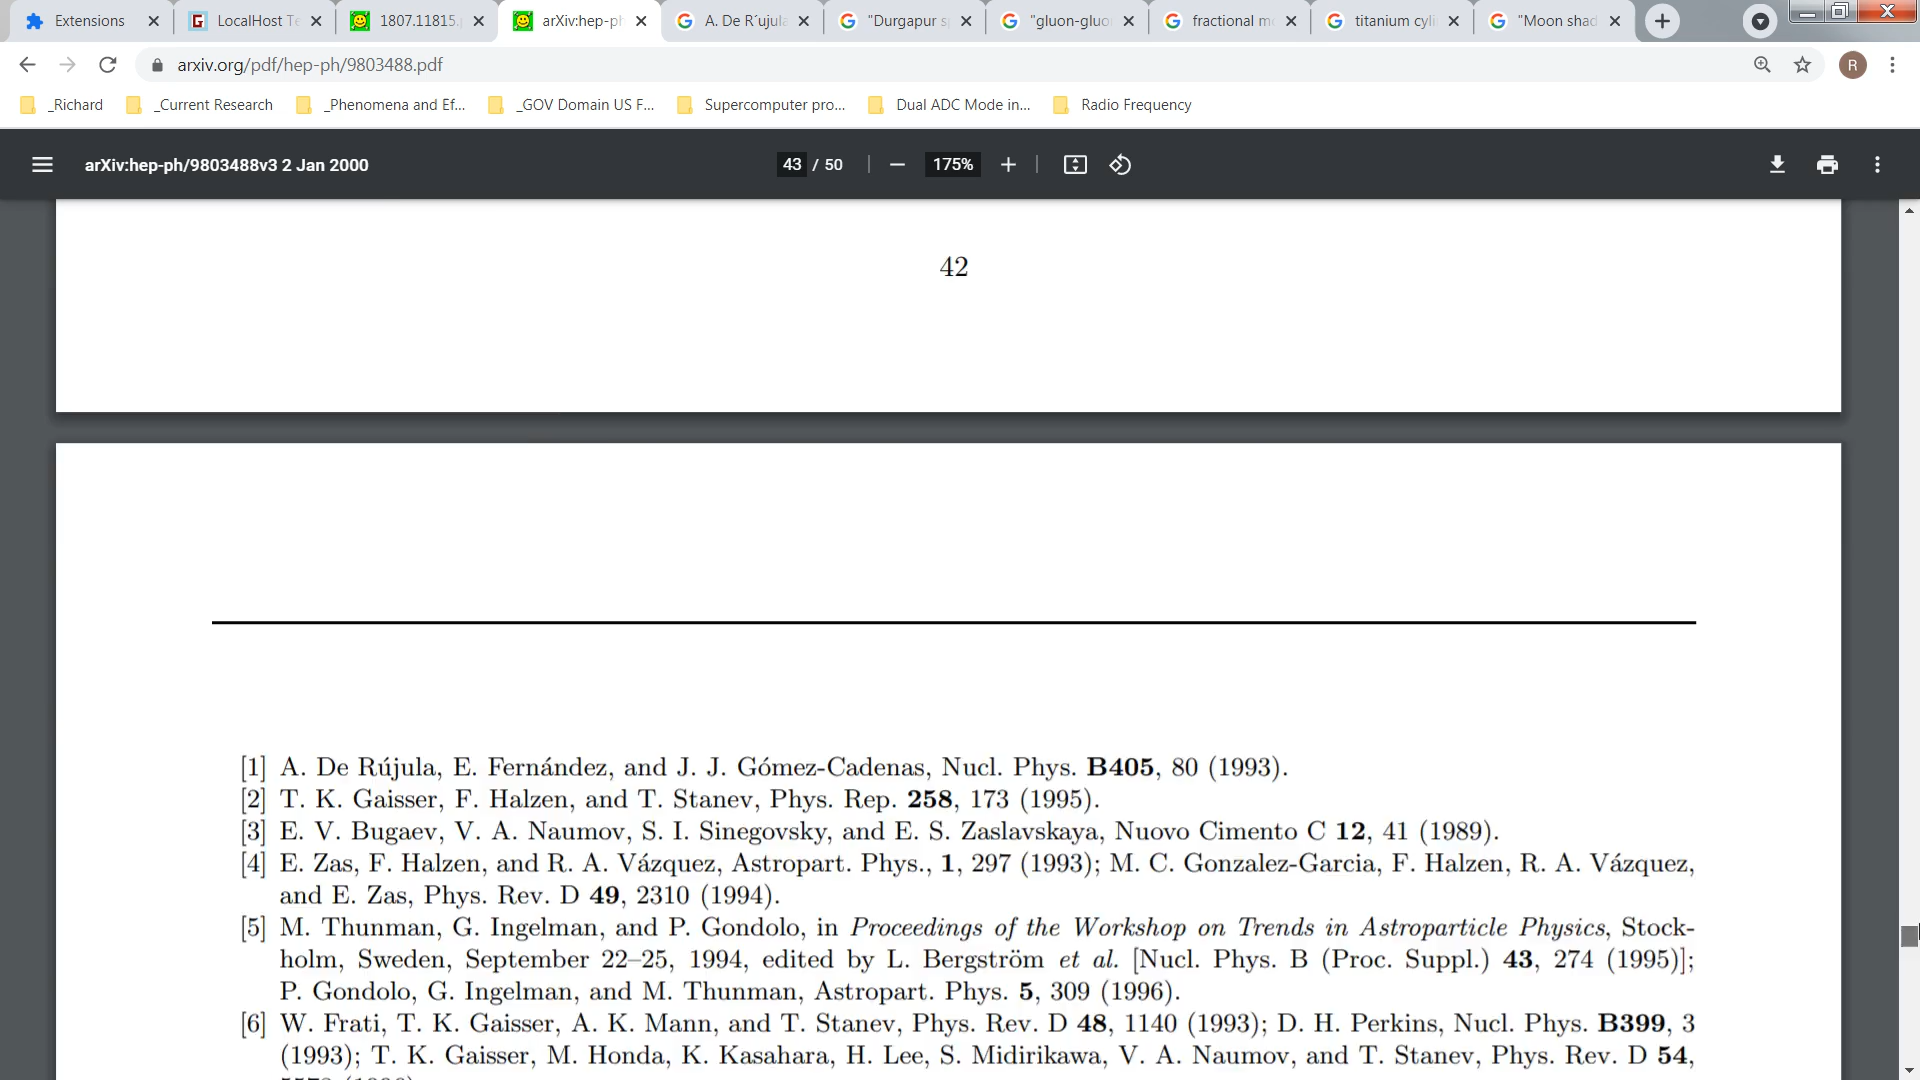 Extensions
LocalHost Te
1807.11815.
arXiv:hep-ph
A. De R´ujula
"Durgapur s
"gluon-gluo
fractional m
titanium cyli
"Moon shad
arxiv.org/pdf/hep-ph/9803488.pdf
R
_Richard
_Current Research
_Phenomena and Ef...
_GOV Domain US F...
Supercomputer pro...
Dual ADC Mode in...
Radio Frequency
arXiv:hep-ph/9803488v3 2 Jan 2000
43 / 50
175%
42
[1] A. De Rújula, E. Fernández, and J. J. Gómez-Cadenas, Nucl. Phys. B405, 80 (1993).
[2] T. K. Gaisser, F. Halzen, and T. Stanev, Phys. Rep. 258, 173 (1995).
[3] E. V. Bugaev, V. A. Naumov, S. I. Sinegovsky, and E. S. Zaslavskaya, Nuovo Cimento C 12, 41 (1989).
[4] E. Zas, F. Halzen, and R. A. Vázquez, Astropart. Phys., 1, 297 (1993); M. C. Gonzalez-Garcia, F. Halzen, R. A. Vázquez,
and E. Zas, Phys. Rev. D 49, 2310 (1994).
[5] M. Thunman, G. Ingelman, and P. Gondolo, in Proceedings of the Workshop on Trends in Astroparticle Physics, Stock-
holm, Sweden, September 22–25, 1994, edited by L. Bergström et al. [Nucl. Phys. B (Proc. Suppl.) 43, 274 (1995)];
P. Gondolo, G. Ingelman, and M. Thunman, Astropart. Phys. 5, 309 (1996).
[6] W. Frati, T. K. Gaisser, A. K. Mann, and T. Stanev, Phys. Rev. D 48, 1140 (1993); D. H. Perkins, Nucl. Phys. B399, 3
(1993); T. K. Gaisser, M. Honda, K. Kasahara, H. Lee, S. Midirikawa, V. A. Naumov, and T. Stanev, Phys. Rev. D 54,